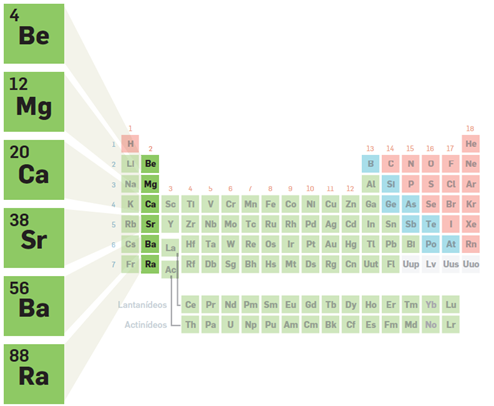 4
Be
12
Mg
20
Ca
38
Sr
56
Ba
88
Ra
1 18
1 H 2 He
2 Li Be 13 14 15 16 17
B C N O F Ne
3 Na Mg 3 4 5 6 7 8 9 10 11 12 Al Si P S Cl Ar
4 K Ca Sc Ti V Cr Mn Fe Co Ni Cu Zn Ga Ge As Se Br Kr
5 Rb Sr Y Zr Nb Mo Tc Ru Rh Pd Ag Cd In Sn Sb Te I Xe
6 Cs Ba La Hf Ta W Re Os Ir Pt Au Hg Tl Pb Bi Po At Rn
7 Fr Ra Ac Rf Db Sg Bh Hs Mt Ds Rg Cn Uut Fl Uup Lv Uus Uuo
Lantanídeos Ce Pr Nd Pm Sm Eu Gd Tb Dy Ho Er Tm Yb Lu
Actinídeos Th Pa U Np Pu Am Cm Bk Cf Es Fm Md No Lr